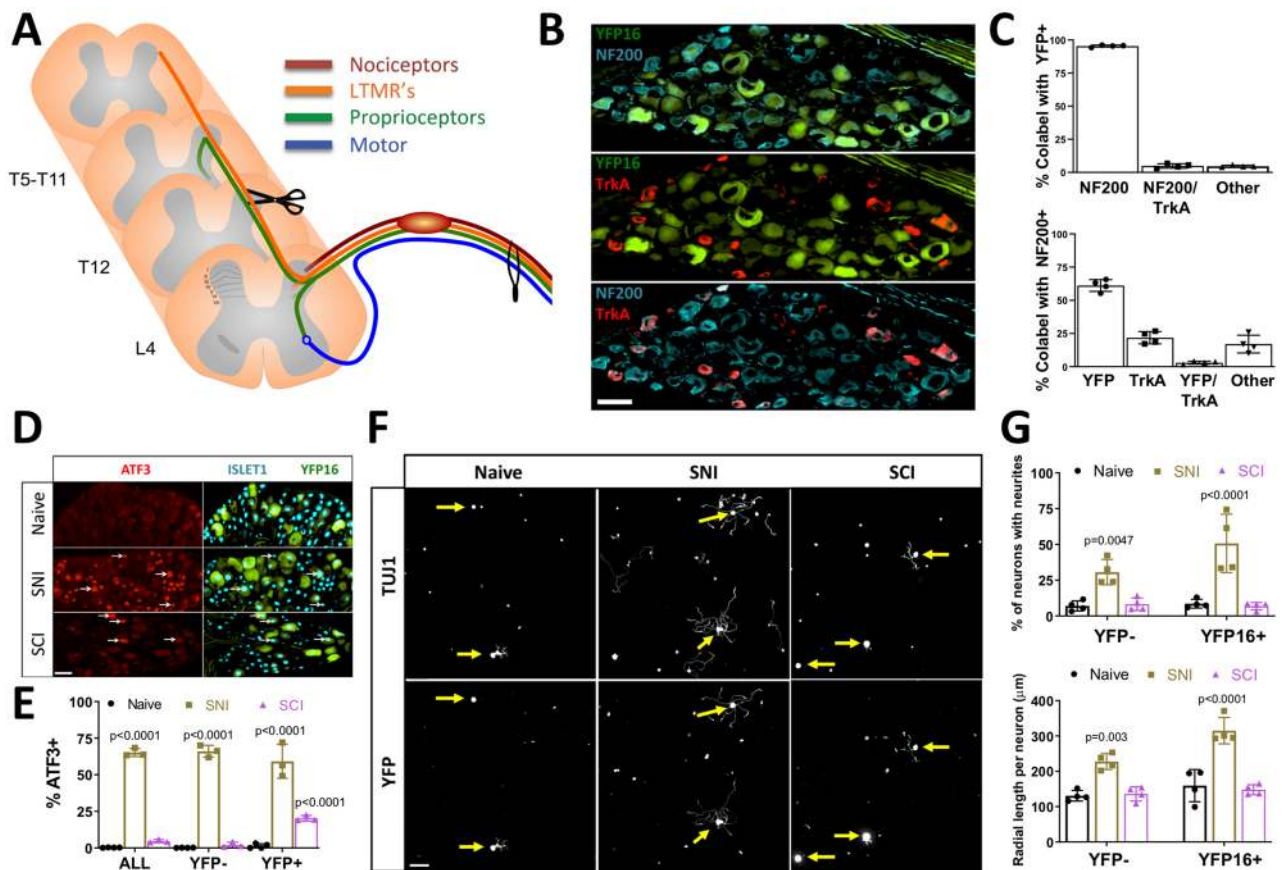 A
Nociceptors
LTMR's
Proprioceptors
Motor
T5-T11
T12
L4
B
YFP16
NF200
YFP16
TrkA
NF200
TrkA
C
% Colabel with YFP+
100
75
50
25
0
NF200
NF200/
TrkA
Other
% Colabel with NF200+
100
75
50
25
0
YFP
TrkA
YFP/
TrkA
Other
D
ATF3
ISLET1
YFP16
Naive
SNI
SCI
E
Naive
SNI
SCI
% ATF3+
100
75
50
25
0
p<0.0001
p<0.0001
p<0.0001
p<0.0001
ALL
YFP-
YFP+
F
Naive
SNI
SCI
TUJ1
YFP
G
Naive
SNI
SCI
% of neurons with neurites
100
75
50
25
0
p=0.0047
p<0.0001
YFP-
YFP16+
Naive
SNI
SCI
Radial length per neuron (μm)
400
300
200
100
0
p=0.003
p<0.0001
YFP-
YFP16+